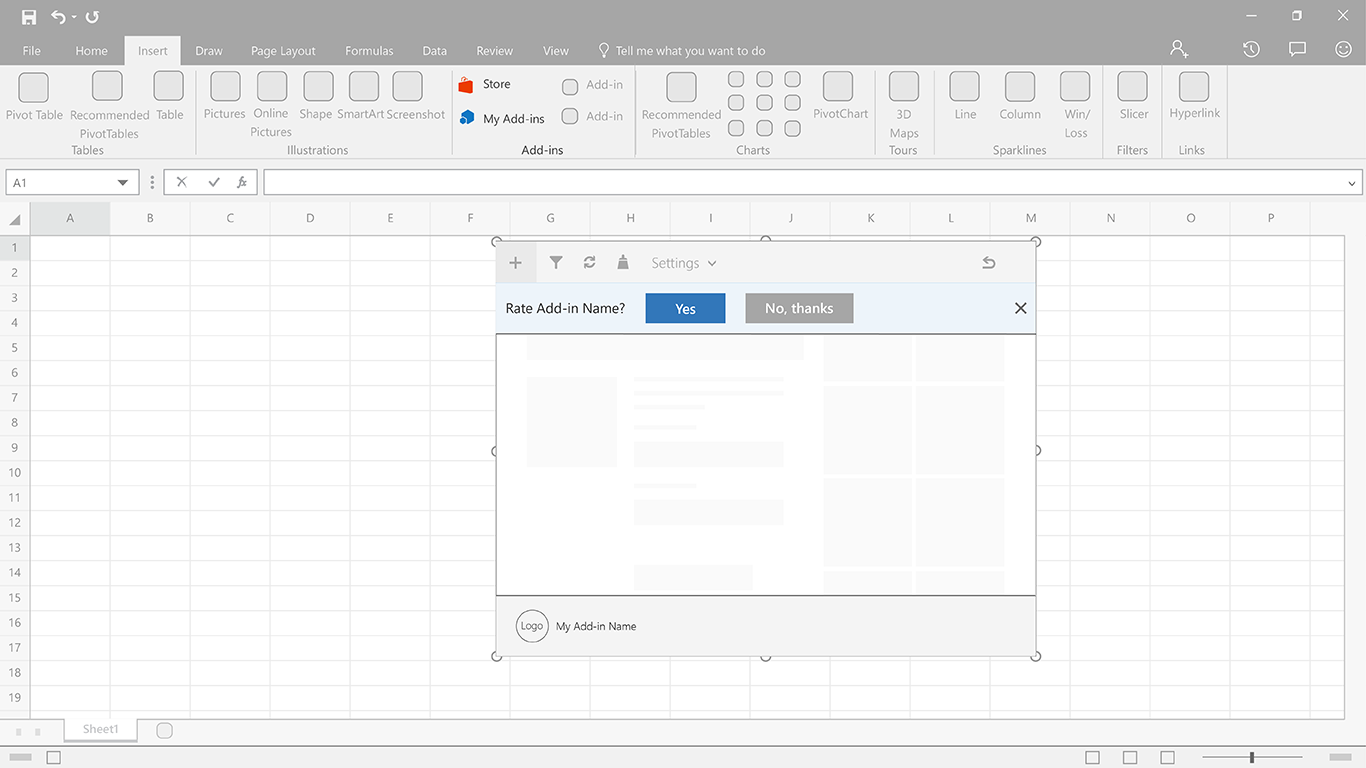 File Home Insert Draw Page Layout Formulas Data Review View Tell me what you want to do
Pivot Table
Recommended
PivotTables
Table
Tables
Pictures
Online
Pictures
Shape
SmartArt
Screenshot
Illustrations
Store
My Add-ins
Add-in
Add-in
Add-ins
Recommended
PivotTables
PivotChart
Charts
3D
Maps
Tours
Line
Column
Win/
Loss
Sparklines
Slicer
Filters
Hyperlink
Links
A1
fx
A B C D E F G H I J K L M N O P
1
2
3
4
5
6
7
8
9
10
11
12
13
14
15
16
17
18
19
Settings
Rate Add-in Name? Yes No, thanks
Logo My Add-in Name
Sheet1